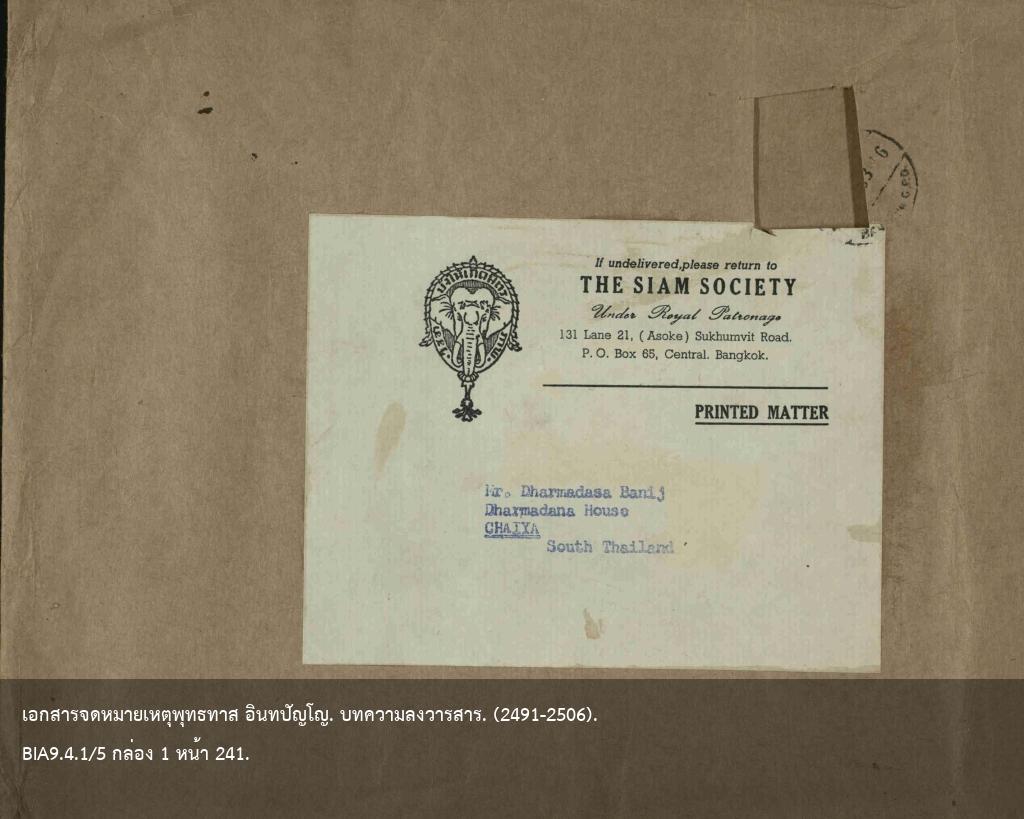 If undelivered,please return to
THE SIAM SOCIETY
Under Royal Patronage
131 Lane 21, (Asoke) Sukhumvit Road.
P. O. Box 65, Central. Bangkok.
PRINTED MATTER
Mr. Dharmadasa Banij
Dharmadana House
CHAIYA
South Thailand
G.P.O.
เอกสารจดหมายเหตุพุทธทาส อินทปัญโญ. บทความลงวารสาร. (2491-2506).
BIA9.4.1/5 กล่อง 1 หน้า 241.